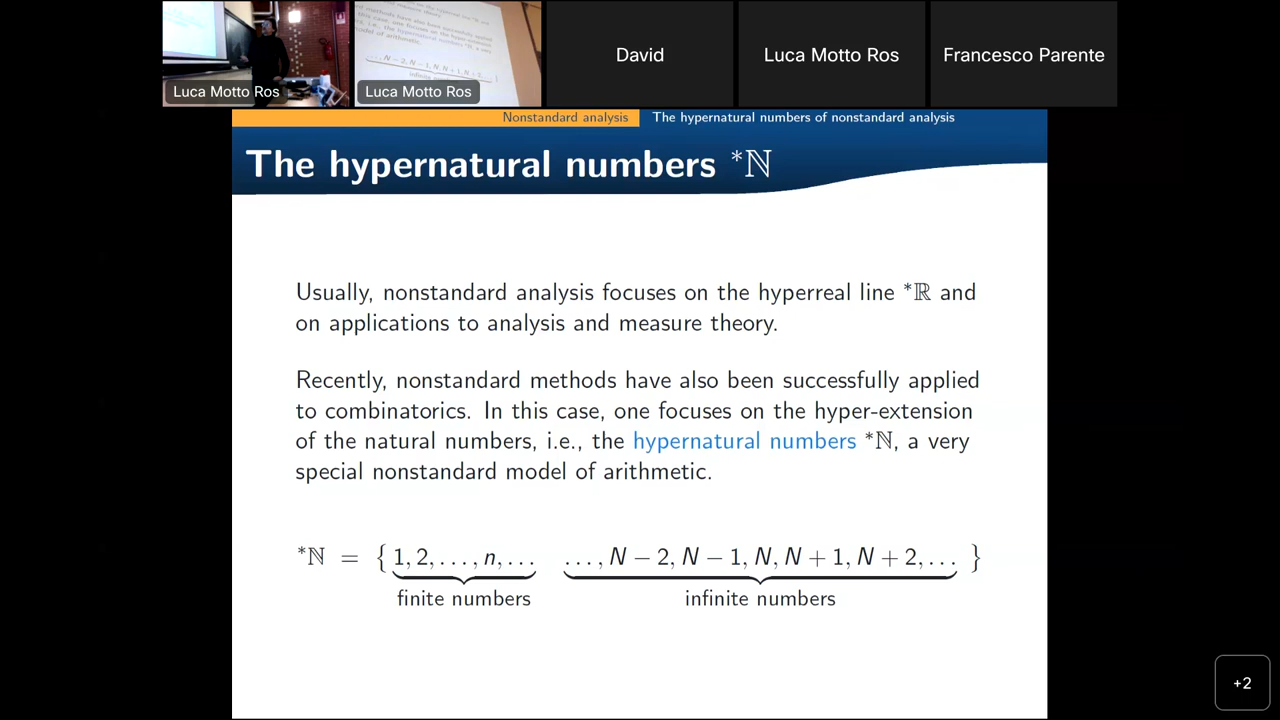 Luca Motto Ros
Luca Motto Ros
David
Luca Motto Ros
Francesco Parente
Nonstandard analysis
The hypernatural numbers of nonstandard analysis
The hypernatural numbers *ℕ
Usually, nonstandard analysis focuses on the hyperreal line *ℝ and
on applications to analysis and measure theory.
Recently, nonstandard methods have also been successfully applied
to combinatorics. In this case, one focuses on the hyper-extension
of the natural numbers, i.e., the hypernatural numbers *ℕ, a very
special nonstandard model of arithmetic.
*ℕ = { 1, 2, . . . , n, . . . . . . , N − 2, N − 1, N, N + 1, N + 2, . . . }
finite numbers infinite numbers
+2